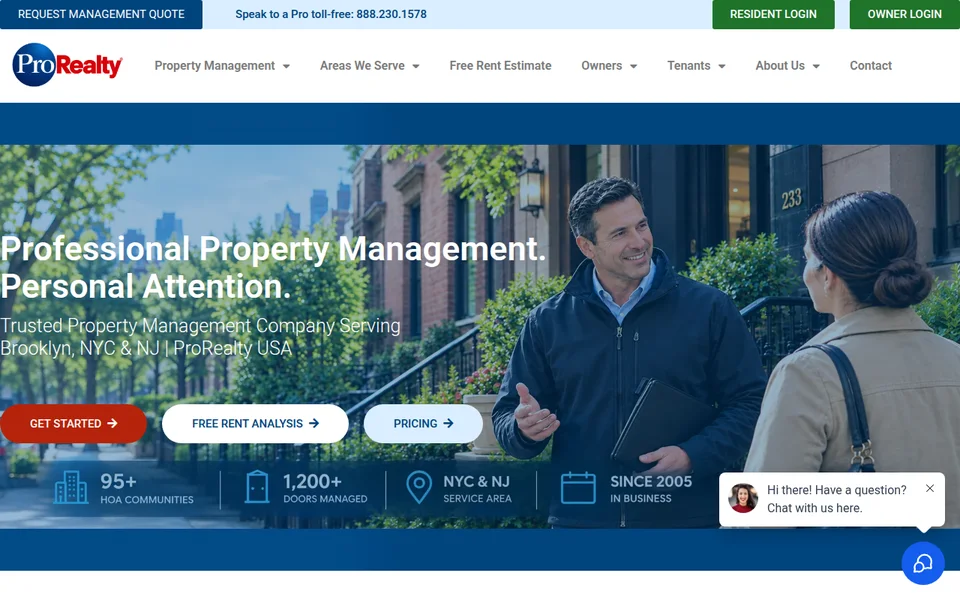 REQUEST MANAGEMENT QUOTE
Speak to a Pro toll-free: 888.230.1578
RESIDENT LOGIN
OWNER LOGIN
ProRealty
Property Management
Areas We Serve
Free Rent Estimate
Owners
Tenants
About Us
Contact
233
Professional Property Management.
Personal Attention.
Trusted Property Management Company Serving
Brooklyn, NYC & NJ | ProRealty USA
GET STARTED
FREE RENT ANALYSIS
PRICING
95+
HOA COMMUNITIES
1,200+
DOORS MANAGED
NYC & NJ
SERVICE AREA
SINCE 2005
IN BUSINESS
Hi there! Have a question?
Chat with us here.